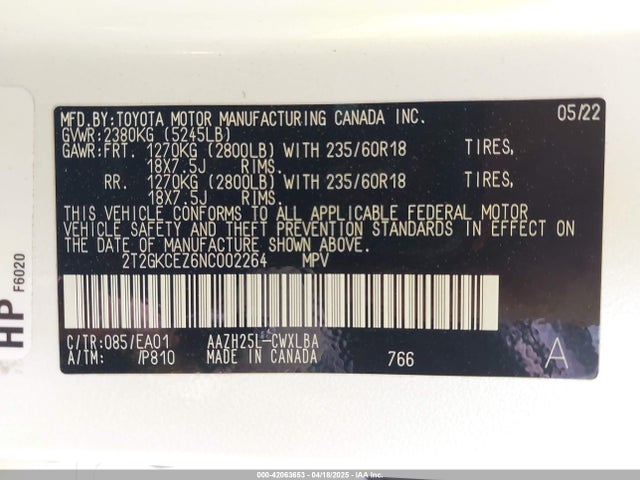 MFD.BY:TOYOTA MOTOR MANUFACTURING CANADA INC. 05/22
GVWR:2380KG (5245LB)
GAWR:FRT. 1270KG (2800LB) WITH 235/60R18 TIRES,
18X7.5J RIMS.
RR. 1270KG (2800LB) WITH 235/60R18 TIRES,
18X7.5J RIMS.
THIS VEHICLE CONFORMS TO ALL APPLICABLE FEDERAL MOTOR
VEHICLE SAFETY, BUMPER, AND THEFT PREVENTION STANDARDS IN EFFECT ON
THE DATE OF MANUFACTURE SHOWN ABOVE.
2T2GKCEZ6NC002264 MPV
C/TR:085/EA01 AAZH25L-CWXLBA
A/TM: /P810 MADE IN CANADA 766 A
HP F6020
000-42063653 - 04/18/2025 - IAA Inc.